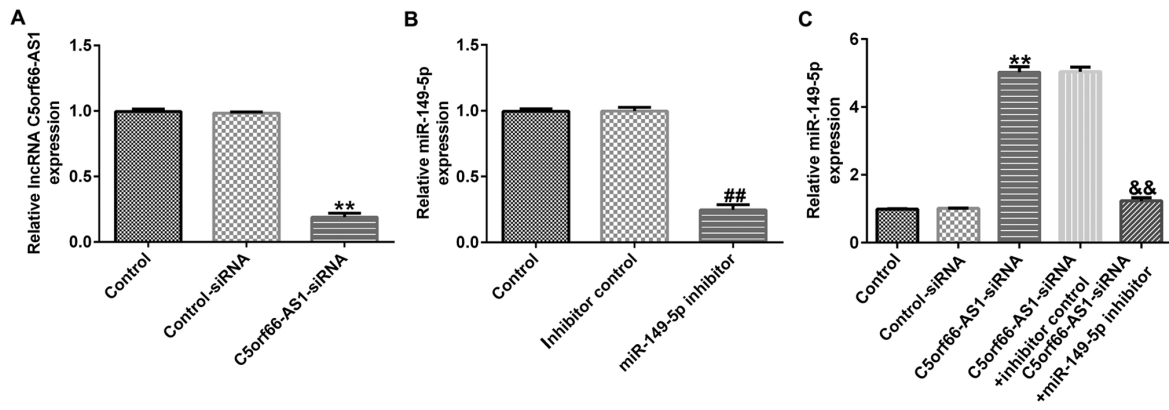 A
Relative lncRNA C5orf66-AS1
expression
1.5
1.0
0.5
0.0
**
Control
Control-siRNA
C5orf66-AS1-siRNA
B
Relative miR-149-5p
expression
1.5
1.0
0.5
0.0
##
Control
Inhibitor control
miR-149-5p inhibitor
C
Relative miR-149-5p
expression
6
4
2
0
**
&&
Control
Control-siRNA
C5orf66-AS1-siRNA
C5orf66-AS1-siRNA
+inhibitor control
C5orf66-AS1-siRNA
+miR-149-5p inhibitor